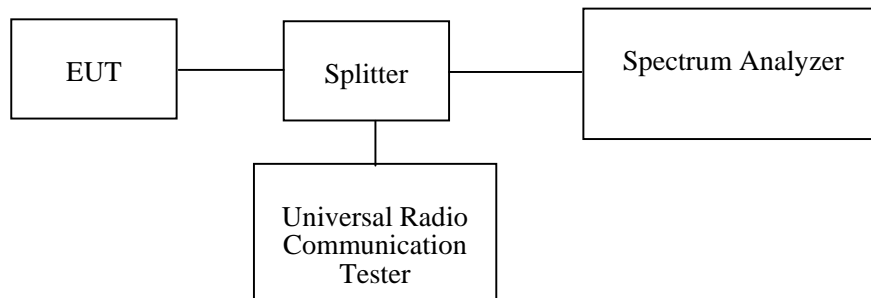 EUT
Splitter
Spectrum Analyzer
Universal Radio
Communication
Tester